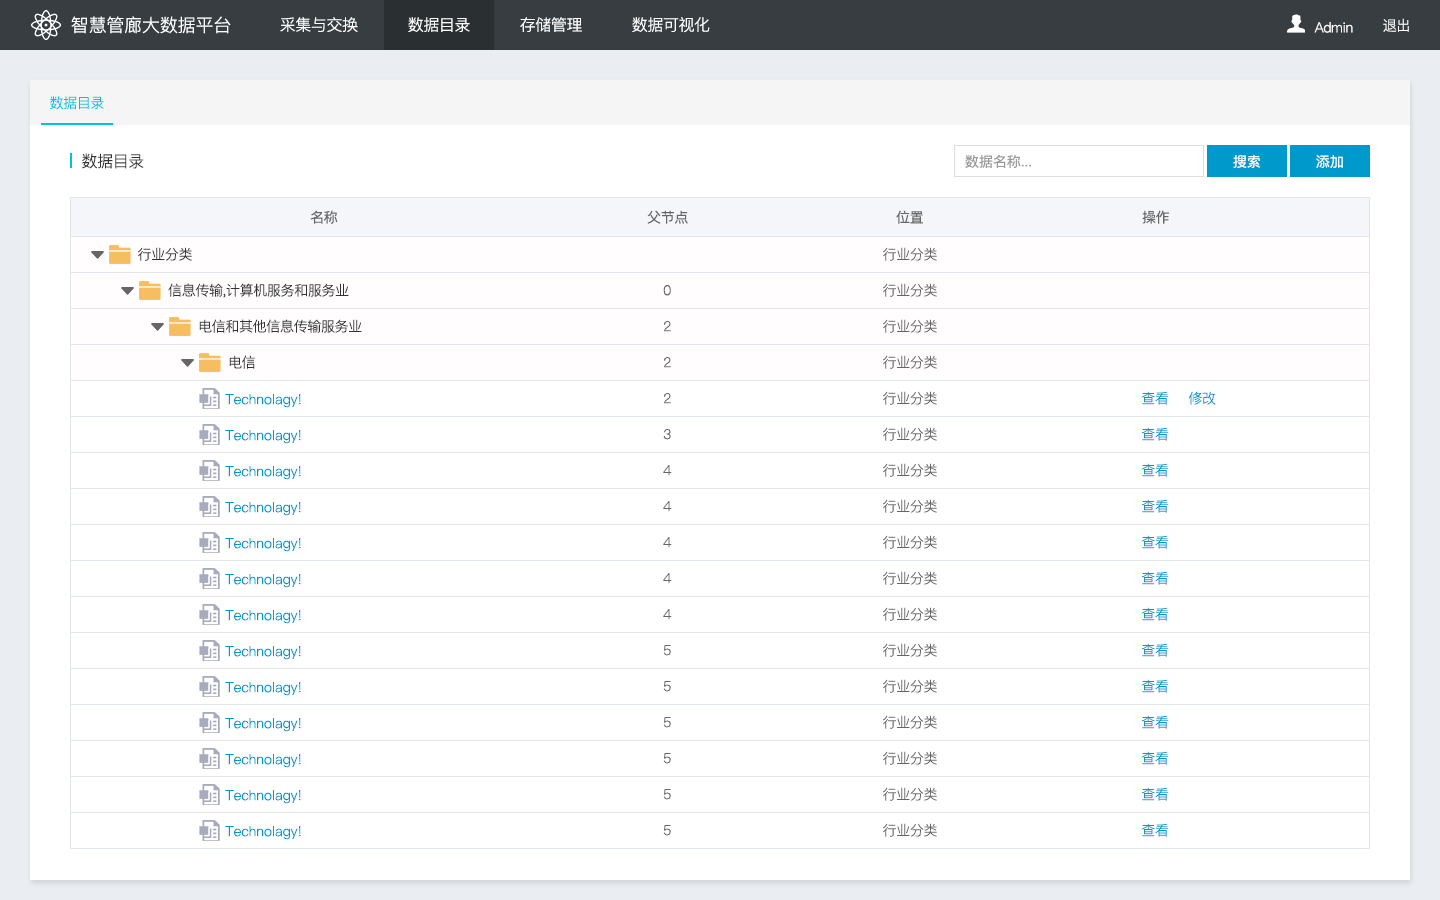 智慧管廊大数据平台 采集与交换 数据目录 存储管理 数据可视化 Admin 退出
数据目录
数据目录 数据名称... 搜索 添加
名称 父节点 位置 操作
行业分类 行业分类
信息传输,计算机服务和服务业 0 行业分类
电信和其他信息传输服务业 2 行业分类
电信 2 行业分类
Technolagy! 2 行业分类 查看 修改
Technolagy! 3 行业分类 查看
Technolagy! 4 行业分类 查看
Technolagy! 4 行业分类 查看
Technolagy! 4 行业分类 查看
Technolagy! 4 行业分类 查看
Technolagy! 4 行业分类 查看
Technolagy! 5 行业分类 查看
Technolagy! 5 行业分类 查看
Technolagy! 5 行业分类 查看
Technolagy! 5 行业分类 查看
Technolagy! 5 行业分类 查看
Technolagy! 5 行业分类 查看